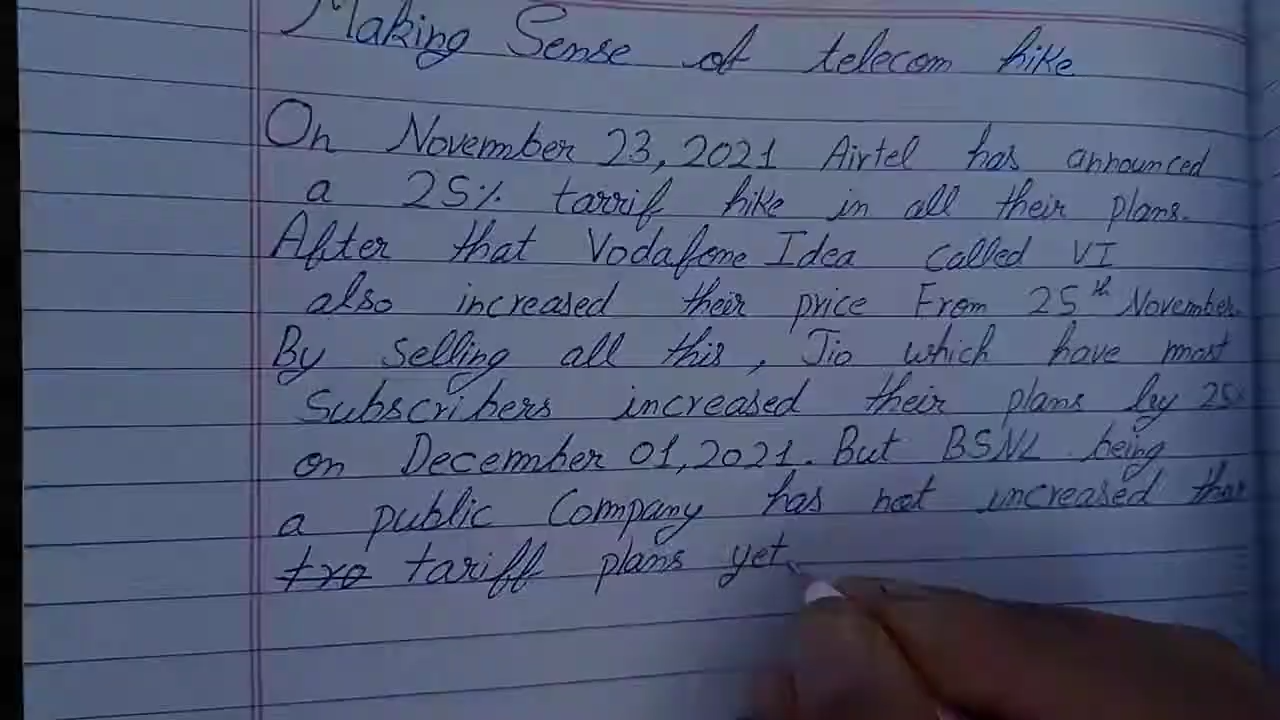 Making Sense of telecom hike
On November 23, 2021 Airtel has announced
a 25% tarrif hike in all their plans.
After that Vodafone Idea called VI
also increased their price From 25th November.
By Selling all this, Jio which have most
Subscribers increased their plans by 25%
on December 01, 2021. But BSNL being
a public Company has not increased
tro tariff plans yet.